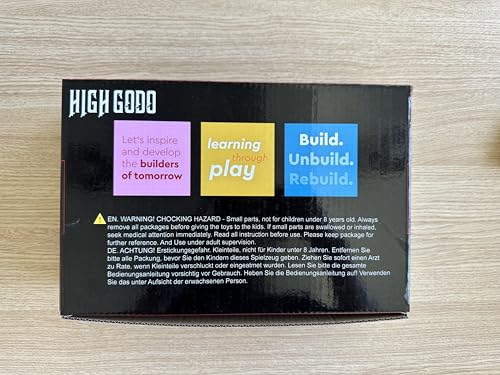 HIGH GODO
Let's inspire
and develop
the builders
of tomorrow
learning
through
play
Build.
Unbuild.
Rebuild.
EN. WARNING! CHOCKING HAZARD - Small parts, not for children under 8 years old. Always
remove all packages before giving the toys to the kids. If small parts are swallowed or inhaled,
seek medical attention immediately. Read all instruction before use. Please keep package for
further reference. And Use under adult supervision.
DE. ACHTUNG! Erstickungsgefahr. Kleinteile, nicht für Kinder unter 8 Jahren. Entfernen Sie
bitte alle Packung, bevor Sie den Kindern dieses Spielzeug geben. Ziehen Sie sofort einen Arzt
zu Rate, wenn Kleinteile verschluckt oder eingeatmet wurden. Lesen Sie bitte die gesamte
Bedienungsanleitung vorsichtig vor Gebrauch. Heben Sie die Bedienungsanleitung auf! Verwenden
Sie das unter Aufsicht der erwachsenen Person.